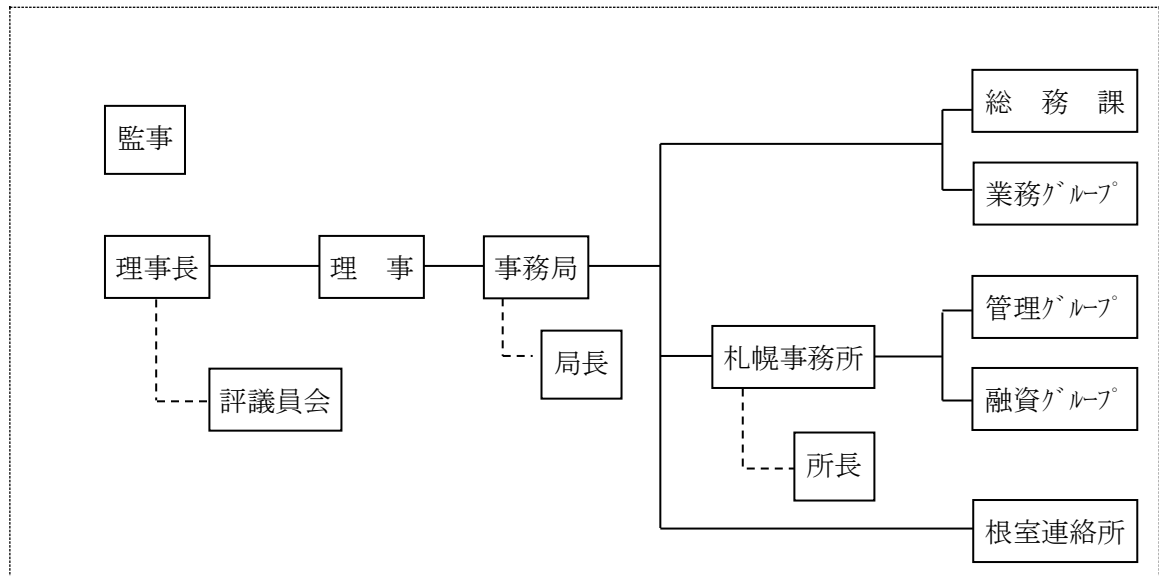 総　務　課
監事
業務ｸﾞﾙｰﾌﾟ
理事長
理　事
事務局
管理ｸﾞﾙｰﾌﾟ
札幌事務所
局長
評議員会
融資ｸﾞﾙｰﾌﾟ
所長
根室連絡所